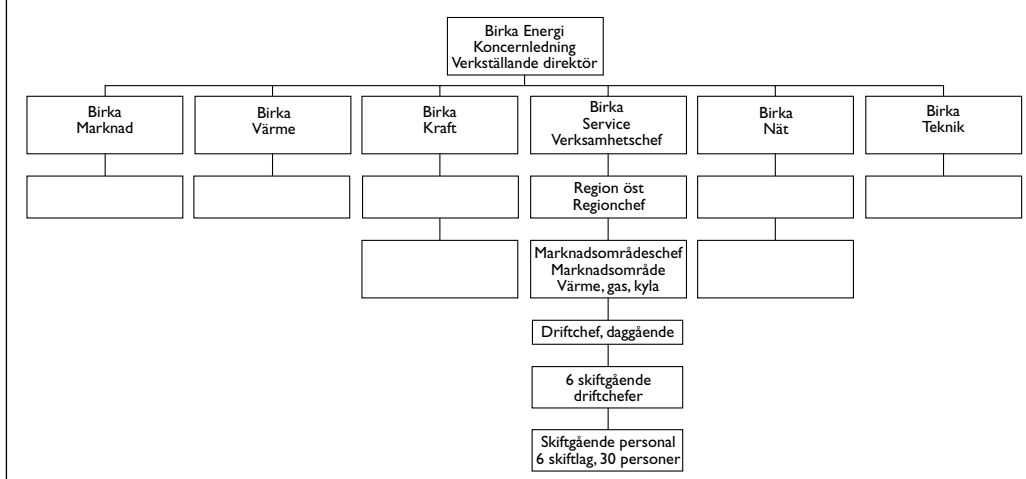 Birka Energi
Koncernledning
Verkställande direktör
Birka
Marknad
Birka
Värme
Birka
Kraft
Birka
Service
Verksamhetschef
Birka
Nät
Birka
Teknik
Region öst
Regionchef
Marknadsområdeschef
Marknadsområde
Värme, gas, kyla
Driftchef, daggående
6 skiftgående
driftchefer
Skiftgående personal
6 skiftlag, 30 personer